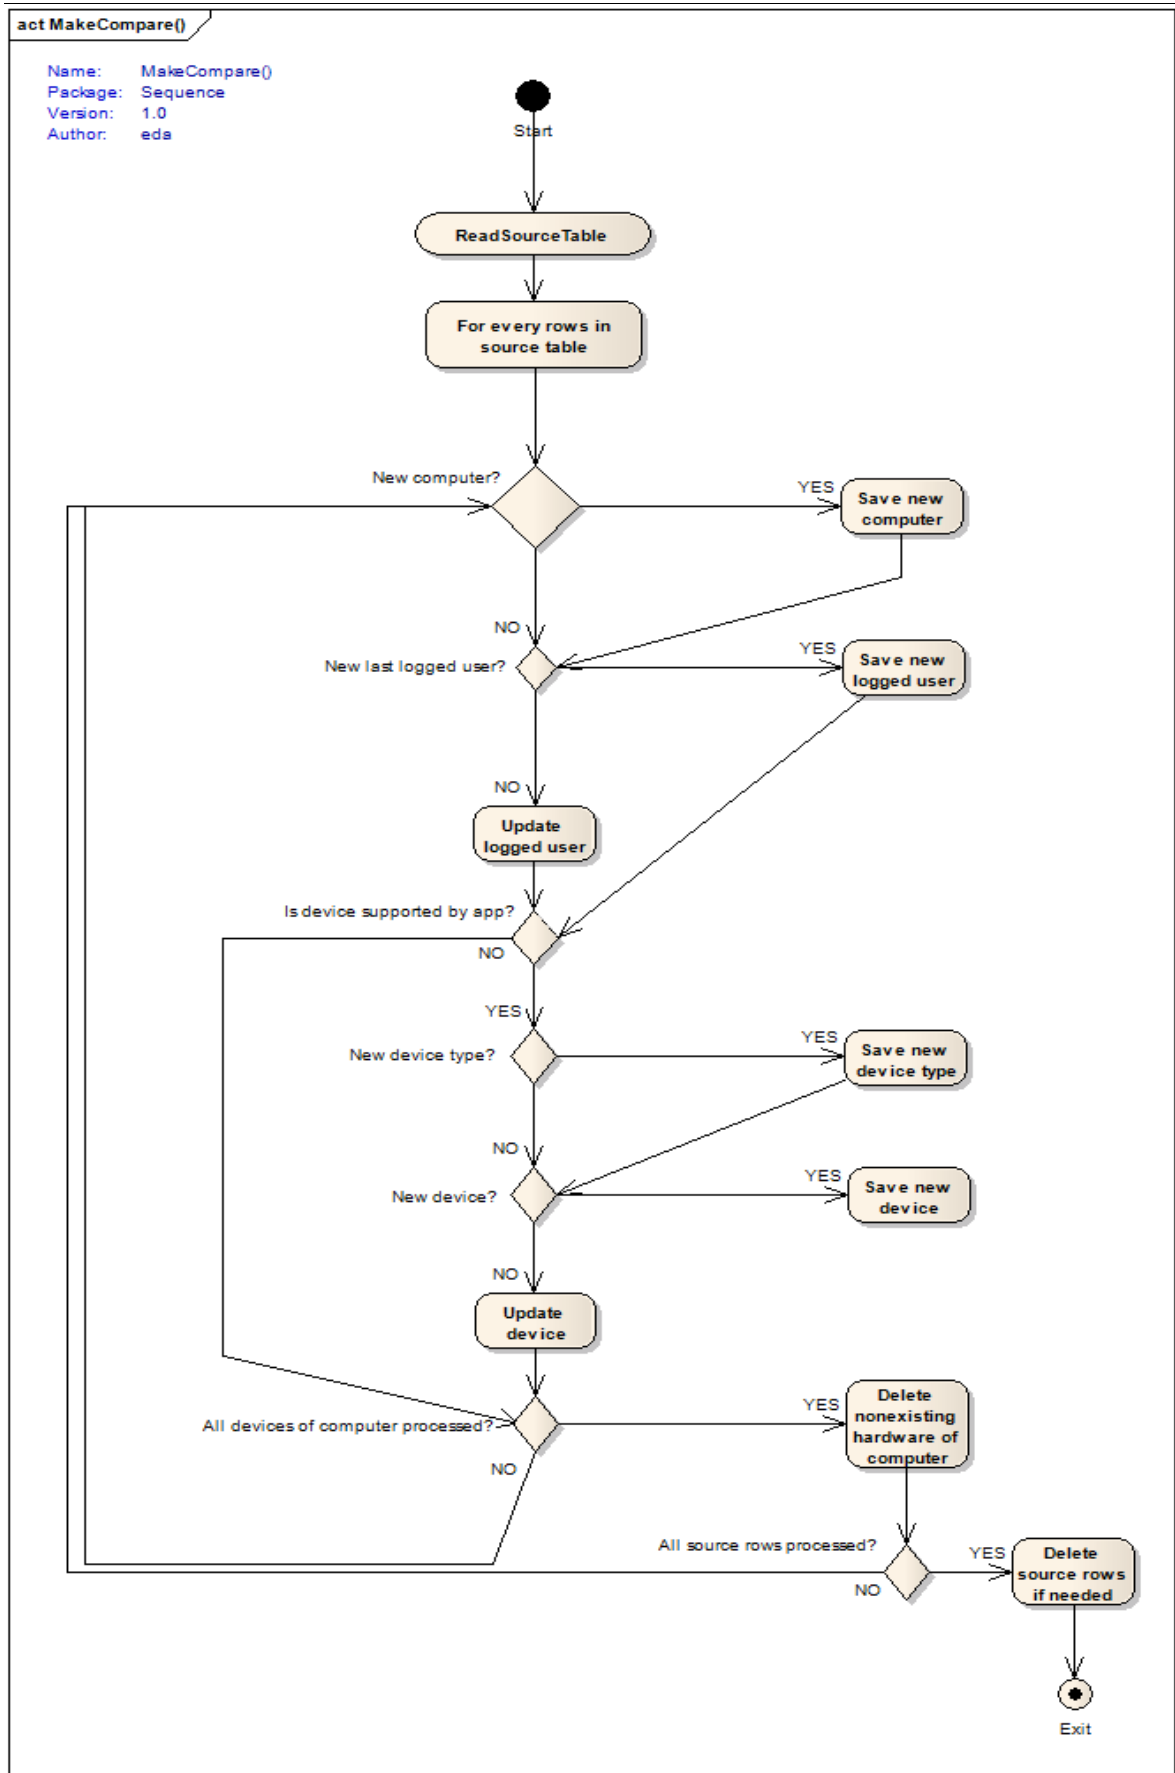 act MakeCompare()
Name: MakeCompare()
Package: Sequence
Version: 1.0
Author: eda
Start
ReadSourceTable
For every rows in
source table
New computer?
YES
Save new
computer
NO
New last logged user?
YES
Save new
logged user
NO
Update
logged user
Is device supported by app?
NO
YES
New device type?
YES
Save new
device type
NO
New device?
YES
Save new
device
NO
Update
device
All devices of computer processed?
YES
Delete
nonexisting
hardware of
computer
NO
All source rows processed?
YES
Delete
source rows
if needed
NO
Exit